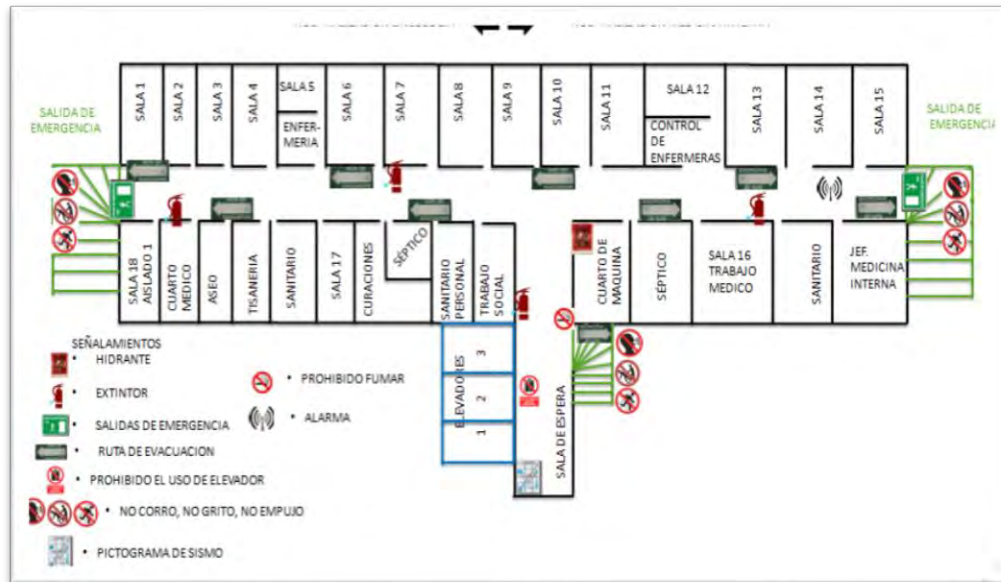 SALIDA DE
EMERGENCIA
SALA 1
SALA 2
SALA 3
SALA 4
SALA 5
ENFER-
MERIA
SALA 6
SALA 7
SALA 8
SALA 9
SALA 10
SALA 11
SALA 12
CONTROL
DE
ENFERMERAS
SALA 13
SALA 14
SALA 15
SALIDA DE
EMERGENCIA
SALA 18
AISLADO 1
CUARTO
MEDICO
ASEO
TISANERIA
SANITARIO
SALA 17
CURACIONES
SÉPTICO
SANITARIO
PERSONAL
TRABAJO
SOCIAL
CUARTO DE
MAQUINA
SÉPTICO
SALA 16
TRABAJO
MEDICO
SANITARIO
JEF.
MEDICINA
INTERNA
ELEVADORES
3
2
1
SALA DE ESPERA
SEÑALAMIENTOS
• HIDRANTE
• EXTINTOR
• SALIDAS DE EMERGENCIA
• RUTA DE EVACUACION
• PROHIBIDO EL USO DE ELEVADOR
• NO CORRO, NO GRITO, NO EMPUJO
• PICTOGRAMA DE SISMO
• PROHIBIDO FUMAR
• ALARMA